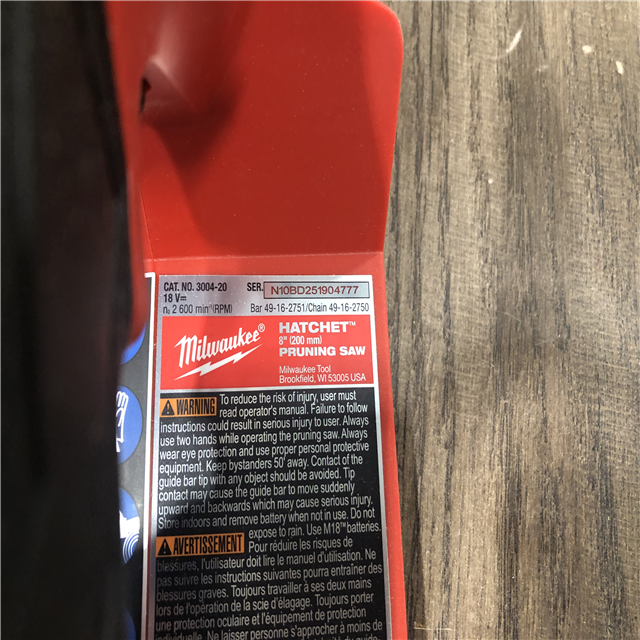 CAT. NO. 3004-20 SER. N10BD251904777
18 V⎓
n₀ 2 600 min⁻¹(RPM) Bar 49-16-2751/Chain 49-16-2750
Milwaukee®
HATCHET™
8" (200 mm)
PRUNING SAW
Milwaukee Tool
Brookfield, WI 53005 USA
WARNING To reduce the risk of injury, user must
read operator's manual. Failure to follow
instructions could result in serious injury to user. Always
use two hands while operating the pruning saw. Always
wear eye protection and use proper personal protective
equipment. Keep bystanders 50' away. Contact of the
guide bar tip with any object should be avoided. Tip
contact may cause the guide bar to move suddenly
upward and backwards which may cause serious injury.
Store indoors and remove battery when not in use. Do not
expose to rain. Use M18™ batteries.
AVERTISSEMENT Pour réduire les risques de
blessures, l'utilisateur doit lire le manuel d'utilisation. Ne
pas suivre les instructions suivantes pourra entraîner des
blessures graves. Toujours travailler à ses deux mains
lors de l'opération de la scie d'élagage. Toujours porter
une protection oculaire et l'équipement de protection
individuelle. Ne laisser personne s'approcher à moins de